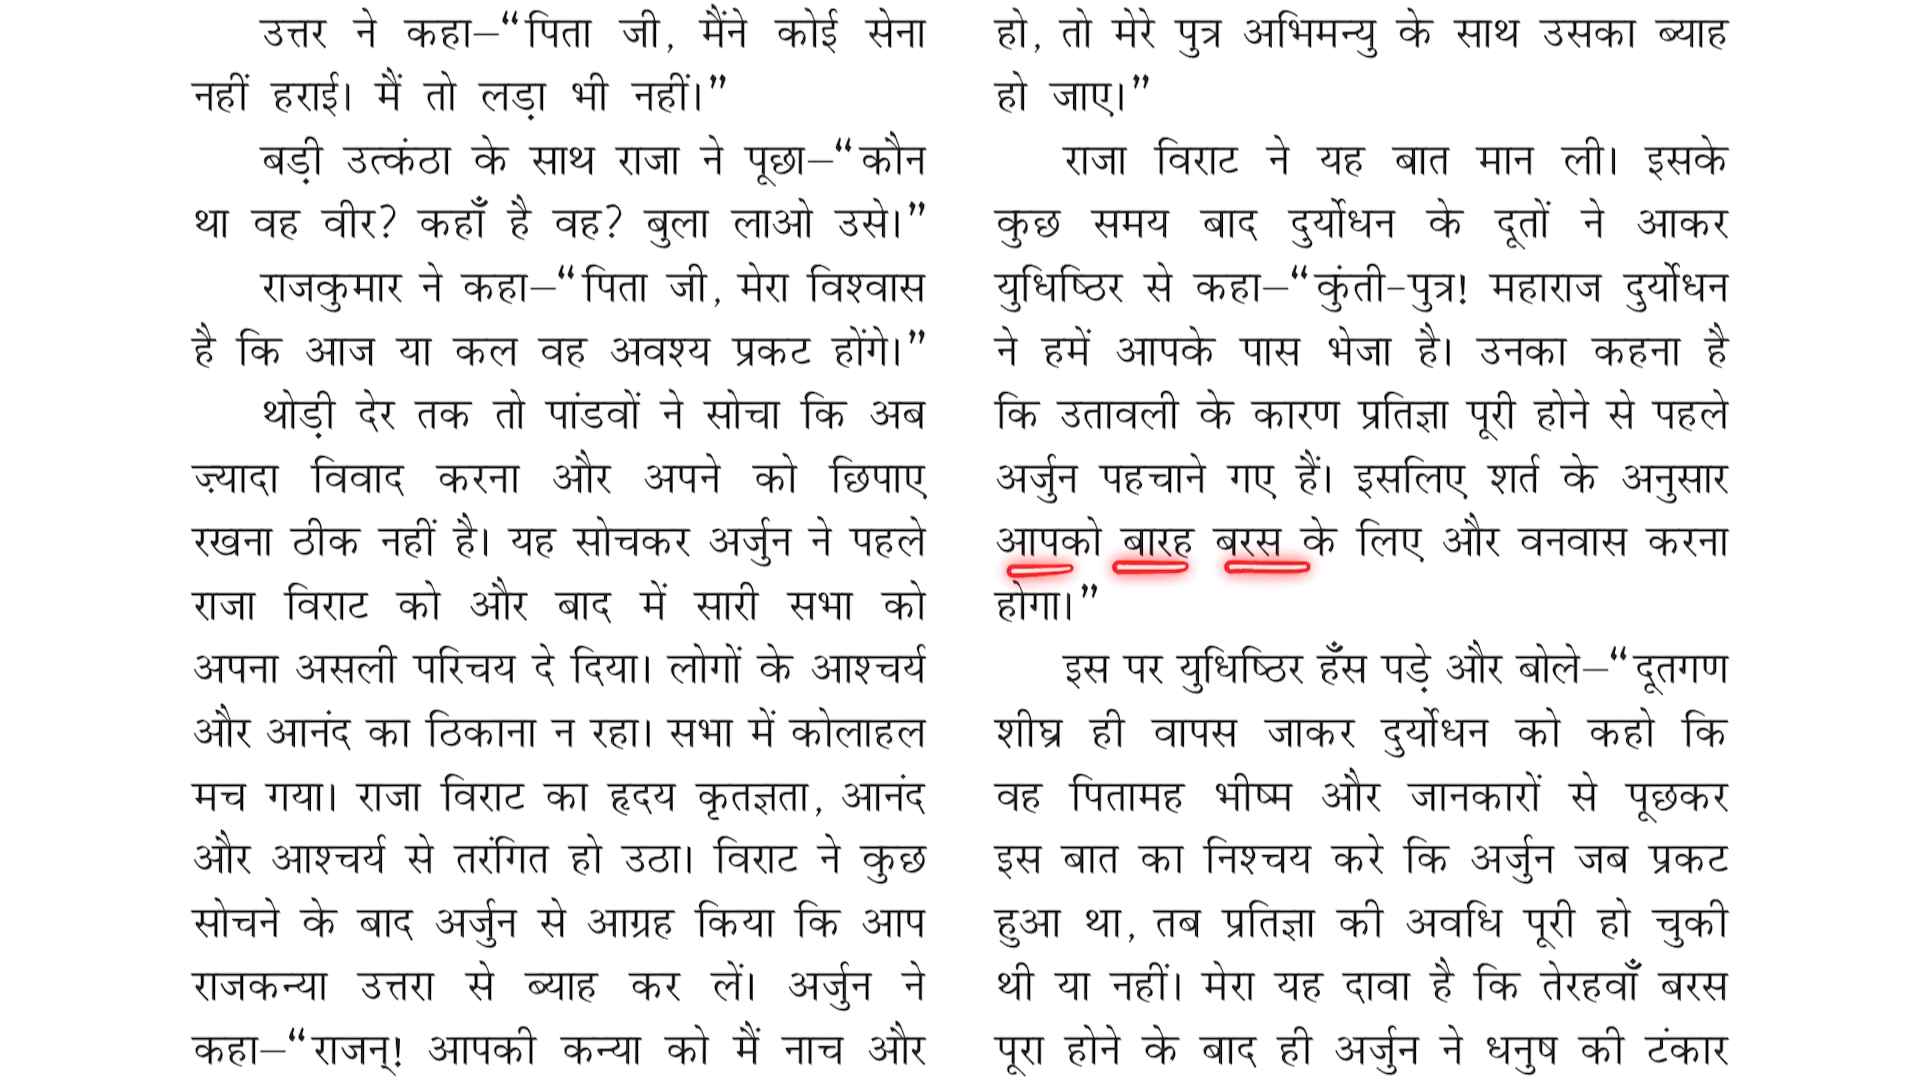 उत्तर ने कहा–“पिता जी, मैंने कोई सेना
नहीं हराई। मैं तो लड़ा भी नहीं।”
बड़ी उत्कंठा के साथ राजा ने पूछा–“कौन
था वह वीर? कहाँ है वह? बुला लाओ उसे।”
राजकुमार ने कहा–“पिता जी, मेरा विश्वास
है कि आज या कल वह अवश्य प्रकट होंगे।”
थोड़ी देर तक तो पांडवों ने सोचा कि अब
ज़्यादा विवाद करना और अपने को छिपाए
रखना ठीक नहीं है। यह सोचकर अर्जुन ने पहले
राजा विराट को और बाद में सारी सभा को
अपना असली परिचय दे दिया। लोगों के आश्चर्य
और आनंद का ठिकाना न रहा। सभा में कोलाहल
मच गया। राजा विराट का हृदय कृतज्ञता, आनंद
और आश्चर्य से तरंगित हो उठा। विराट ने कुछ
सोचने के बाद अर्जुन से आग्रह किया कि आप
राजकन्या उत्तरा से ब्याह कर लें। अर्जुन ने
कहा–“राजन्! आपकी कन्या को मैं नाच और
हो, तो मेरे पुत्र अभिमन्यु के साथ उसका ब्याह
हो जाए।”
राजा विराट ने यह बात मान ली। इसके
कुछ समय बाद दुर्योधन के दूतों ने आकर
युधिष्ठिर से कहा–“कुंती-पुत्र! महाराज दुर्योधन
ने हमें आपके पास भेजा है। उनका कहना है
कि उतावली के कारण प्रतिज्ञा पूरी होने से पहले
अर्जुन पहचाने गए हैं। इसलिए शर्त के अनुसार
आपको बारह बरस के लिए और वनवास करना
होगा।”
इस पर युधिष्ठिर हँस पड़े और बोले–“दूतगण
शीघ्र ही वापस जाकर दुर्योधन को कहो कि
वह पितामह भीष्म और जानकारों से पूछकर
इस बात का निश्चय करे कि अर्जुन जब प्रकट
हुआ था, तब प्रतिज्ञा की अवधि पूरी हो चुकी
थी या नहीं। मेरा यह दावा है कि तेरहवाँ बरस
पूरा होने के बाद ही अर्जुन ने धनुष की टंकार